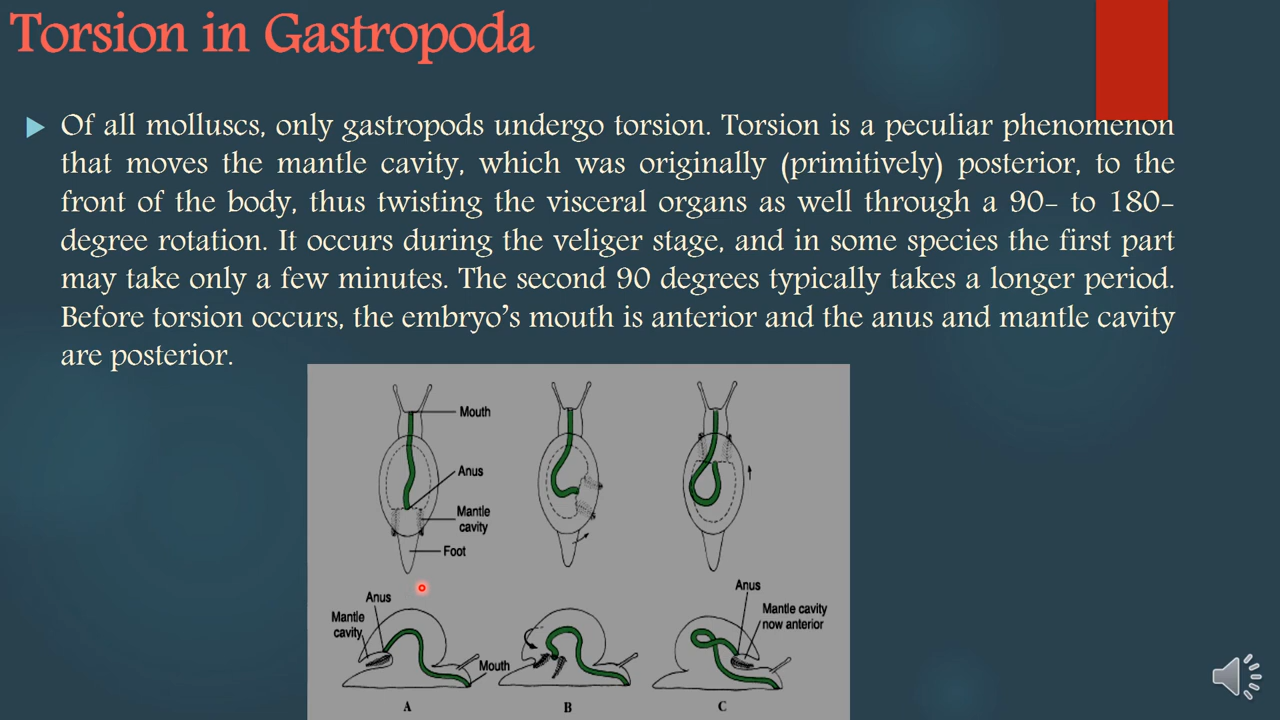 Torsion in Gastropoda
Of all molluscs, only gastropods undergo torsion. Torsion is a peculiar phenomenon
that moves the mantle cavity, which was originally (primitively) posterior, to the
front of the body, thus twisting the visceral organs as well through a 90- to 180-
degree rotation. It occurs during the veliger stage, and in some species the first part
may take only a few minutes. The second 90 degrees typically takes a longer period.
Before torsion occurs, the embryo's mouth is anterior and the anus and mantle cavity
are posterior.
Mouth
Anus
Mantle
cavity
Foot
Anus
Mantle
cavity
Mouth
Anus
Mantle cavity
now anterior
A
B
C